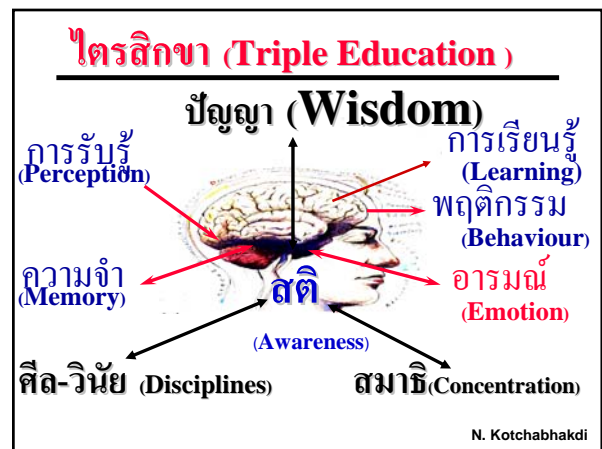 ไตรสิกขา (Triple Education )
ปัญญา (Wisdom)
การรับรู้
(Perception)
การเรียนรู้
(Learning)
พฤติกรรม
(Behaviour)
ความจำ
(Memory)
สติ
(Awareness)
อารมณ์
(Emotion)
ศีล-วินัย (Disciplines)
สมาธิ(Concentration)
N. Kotchabhakdi